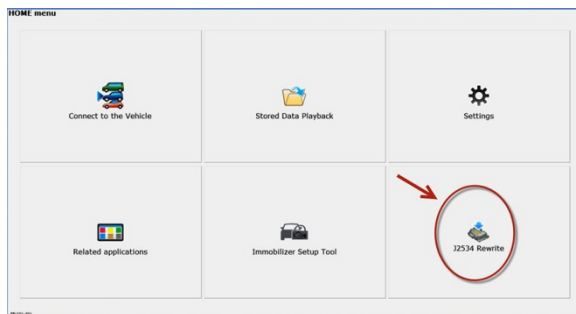 HOME menu
Connect to the Vehicle
Stored Data Playback
Settings
Related applications
Immobilizer Setup Tool
J2534 Rewrite